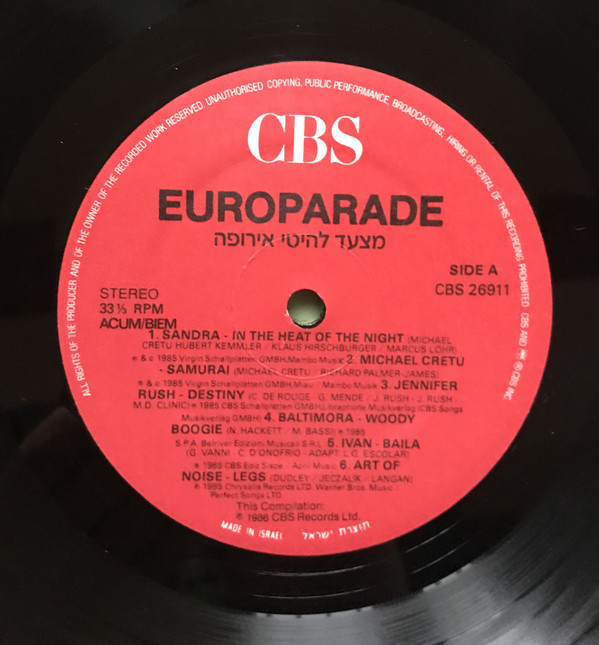 ALL RIGHTS OF THE PRODUCER AND OF THE OWNER OF THE RECORDED WORK RESERVED. UNAUTHORISED COPYING, PUBLIC PERFORMANCE, BROADCASTING, HIRING OR RENTAL OF THIS RECORDING PROHIBITED CBS AND ® CBS INC.
CBS
EUROPARADE
מצעד להיטי אירופה
STEREO
33⅓ RPM
ACUM/BIEM
SIDE A
CBS 26911
1. SANDRA - IN THE HEAT OF THE NIGHT (MICHAEL
CRETU HUBERT KEMMLER / KLAUS HIRSCHBURGER / MARCUS LOHR)
℗ & © 1985 Virgin Schallplatten GMBH,Mambo Musik 2. MICHAEL CRETU
- SAMURAI (MICHAEL CRETU / RICHARD PALMER-JAMES)
℗ & © 1985 Virgin Schallplatten GMBH, / Mambo Musik 3. JENNIFER
RUSH - DESTINY (C. DE ROUGE - G. MENDE / J. RUSH - J. RUSH -
M.D. CLINIC) ℗ 1985 CBS Schallplatten GMBH/ Musikverlag (CBS Songs
Musikverlag GMBH) 4. BALTIMORA - WOODY
BOOGIE (N. HACKETT / M. BASSI) ℗ 1985
S.P.A. Edizioni Musicali S.R.L 5. IVAN - BAILA
(G. VANNI / C. D'ONOFRIO - ADAPT. L.G. ESCOLAR)
℗ 1985 CBS / April Music 6. ART OF
NOISE - LEGS (DUDLEY / JECZALIK / LANGAN)
℗ 1985 Chrysalis Records LTD. Warner Bros. Music /
Perfect Songs LTD.
This Compilation:
℗ 1986 CBS Records Ltd.
MADE IN ISRAEL תוצרת ישראל